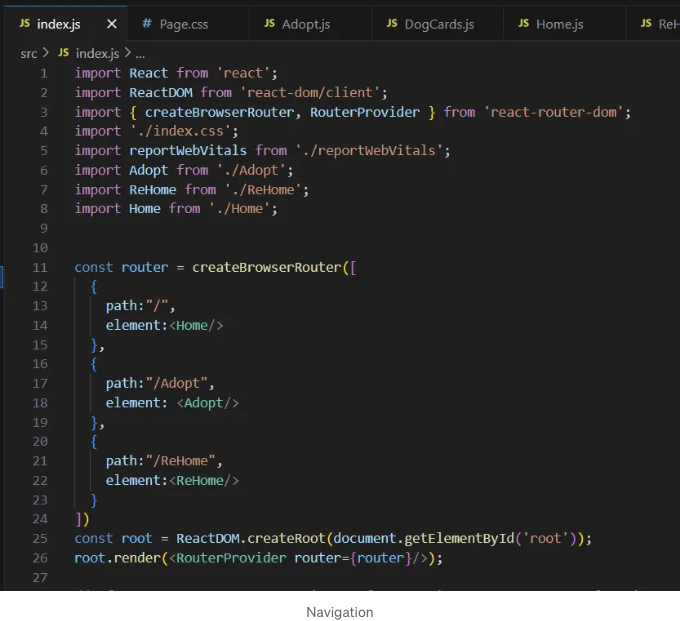 JS index.js × # Page.css JS Adopt.js JS DogCards.js JS Home.js JS ReH
src > JS index.js > ...
1 import React from 'react';
2 import ReactDOM from 'react-dom/client';
3 import { createBrowserRouter, RouterProvider } from 'react-router-dom';
4 import './index.css';
5 import reportWebVitals from './reportWebVitals';
6 import Adopt from './Adopt';
7 import ReHome from './ReHome';
8 import Home from './Home';
9
10
11 const router = createBrowserRouter([
12 {
13 path:"/",
14 element:<Home/>
15 },
16 {
17 path:"/Adopt",
18 element: <Adopt/>
19 },
20 {
21 path:"/ReHome",
22 element:<ReHome/>
23 }
24 ])
25 const root = ReactDOM.createRoot(document.getElementById('root'));
26 root.render(<RouterProvider router={router}/>);
27
Navigation